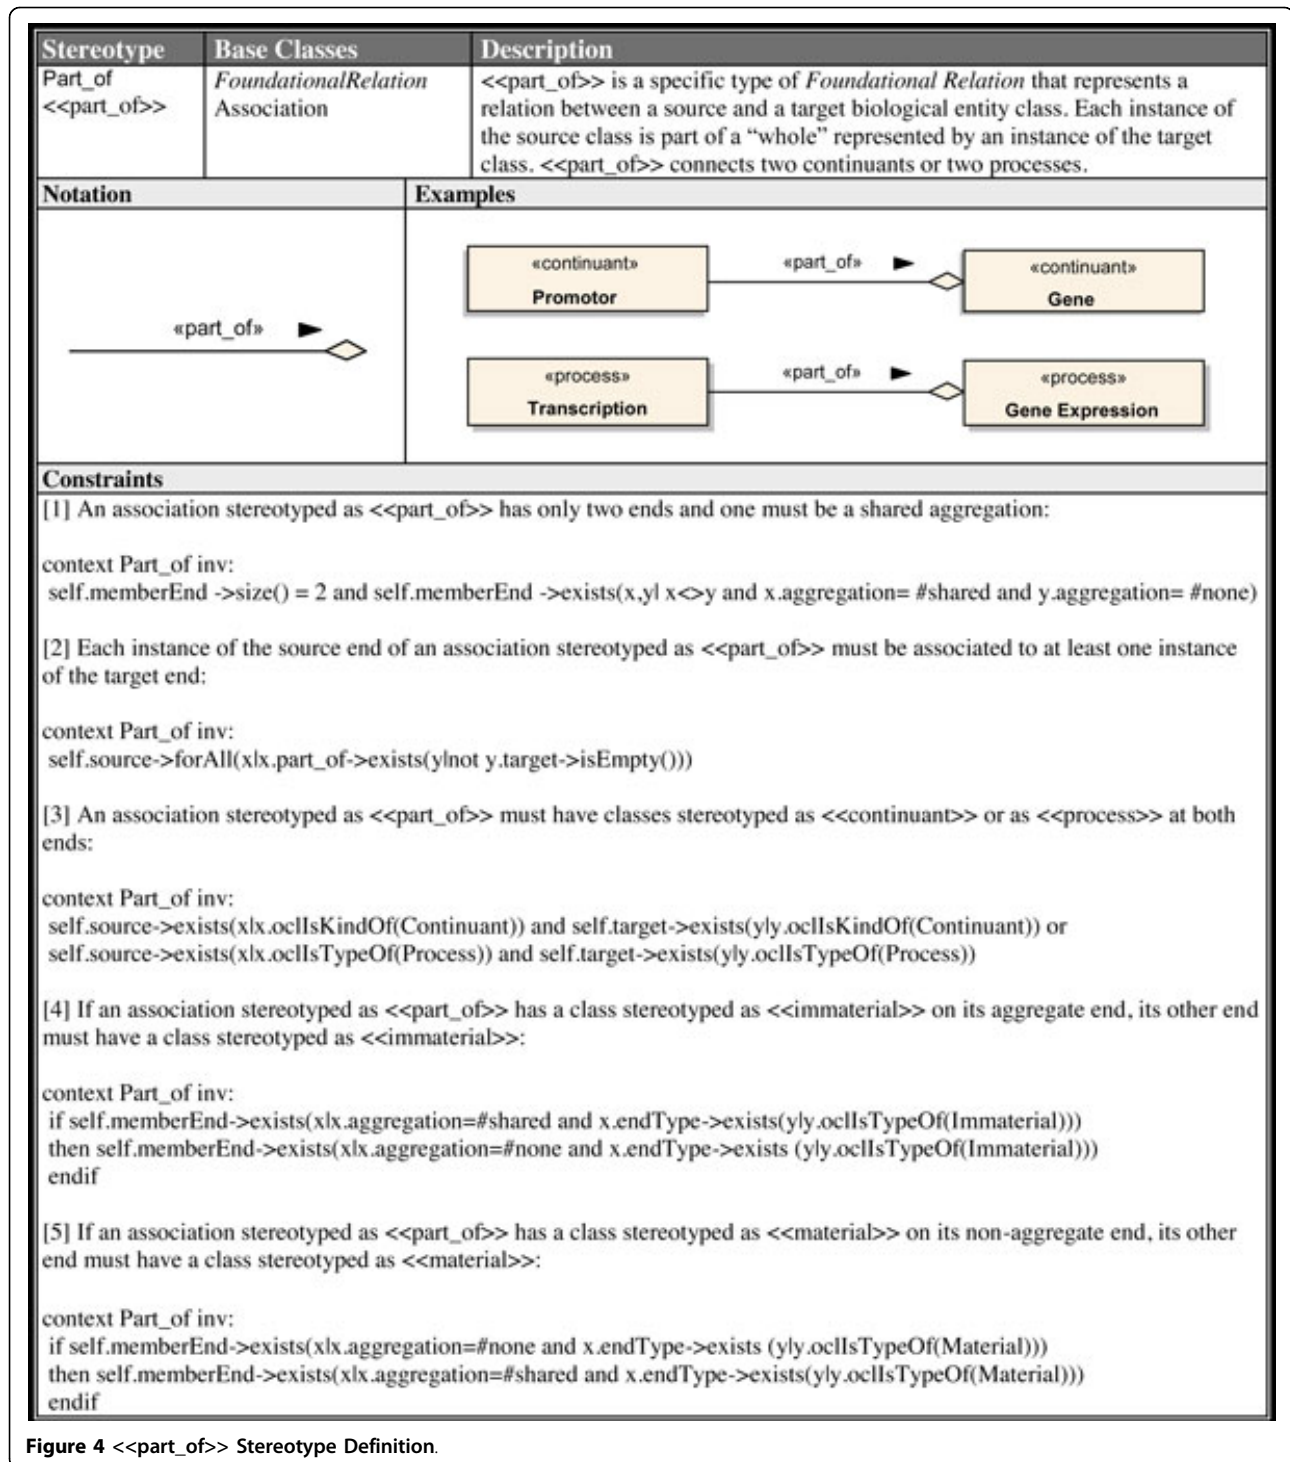 Stereotype Base Classes Description
Part_of FoundationalRelation <<part_of>> is a specific type of Foundational Relation that represents a
<<part_of>> Association relation between a source and a target biological entity class. Each instance of
the source class is part of a “whole” represented by an instance of the target
class. <<part_of>> connects two continuants or two processes.
Notation Examples
«continuant» «part_of» «continuant»
Promotor Gene
«part_of»
«process» «part_of» «process»
Transcription Gene Expression
Constraints
[1] An association stereotyped as <<part_of>> has only two ends and one must be a shared aggregation:
context Part_of inv:
self.memberEnd ->size() = 2 and self.memberEnd ->exists(x,y| x<>y and x.aggregation= #shared and y.aggregation= #none)
[2] Each instance of the source end of an association stereotyped as <<part_of>> must be associated to at least one instance
of the target end:
context Part_of inv:
self.source->forAll(x|x.part_of->exists(y|not y.target->isEmpty()))
[3] An association stereotyped as <<part_of>> must have classes stereotyped as <<continuant>> or as <<process>> at both
ends:
context Part_of inv:
self.source->exists(x|x.oclIsKindOf(Continuant)) and self.target->exists(y|y.oclIsKindOf(Continuant)) or
self.source->exists(x|x.oclIsTypeOf(Process)) and self.target->exists(y|y.oclIsTypeOf(Process))
[4] If an association stereotyped as <<part_of>> has a class stereotyped as <<immaterial>> on its aggregate end, its other end
must have a class stereotyped as <<immaterial>>:
context Part_of inv:
if self.memberEnd->exists(x|x.aggregation=#shared and x.endType->exists(y|y.oclIsTypeOf(Immaterial)))
then self.memberEnd->exists(x|x.aggregation=#none and x.endType->exists (y|y.oclIsTypeOf(Immaterial)))
endif
[5] If an association stereotyped as <<part_of>> has a class stereotyped as <<material>> on its non-aggregate end, its other
end must have a class stereotyped as <<material>>:
context Part_of inv:
if self.memberEnd->exists(x|x.aggregation=#none and x.endType->exists (y|y.oclIsTypeOf(Material)))
then self.memberEnd->exists(x|x.aggregation=#shared and x.endType->exists(y|y.oclIsTypeOf(Material)))
endif
Figure 4 <<part_of>> Stereotype Definition.